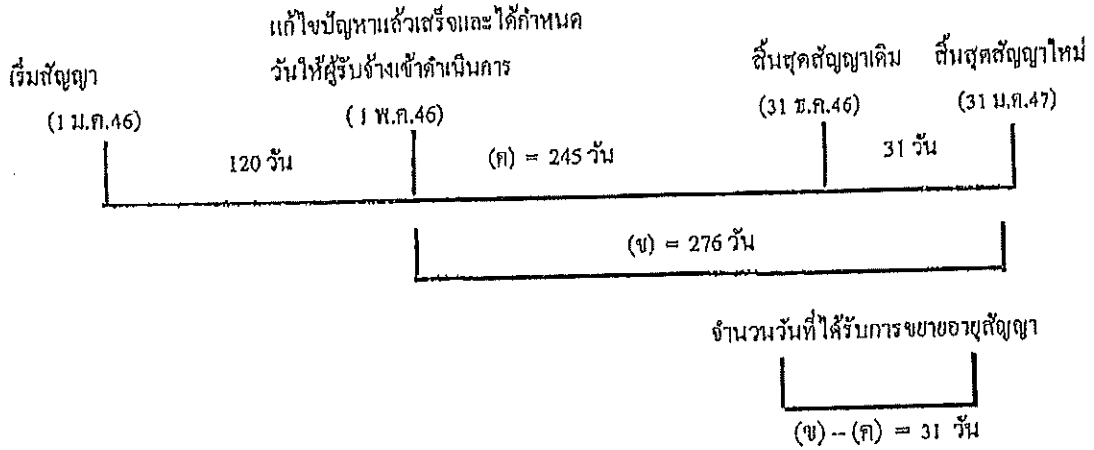 แก้ไขปัญหาแล้วเสร็จและได้กำหนด
วันให้ผู้รับจ้างเข้าดำเนินการ
เริ่มสัญญา
สิ้นสุดสัญญาเดิม
สิ้นสุดสัญญาใหม่
(1 ม.ค.46)
(1 พ.ค.46)
(31 ธ.ค.46)
(31 ม.ค.47)
120 วัน
(ค) = 245 วัน
31 วัน
(ข) = 276 วัน
จำนวนวันที่ได้รับการขยายอายุสัญญา
(ข) – (ค) = 31 วัน